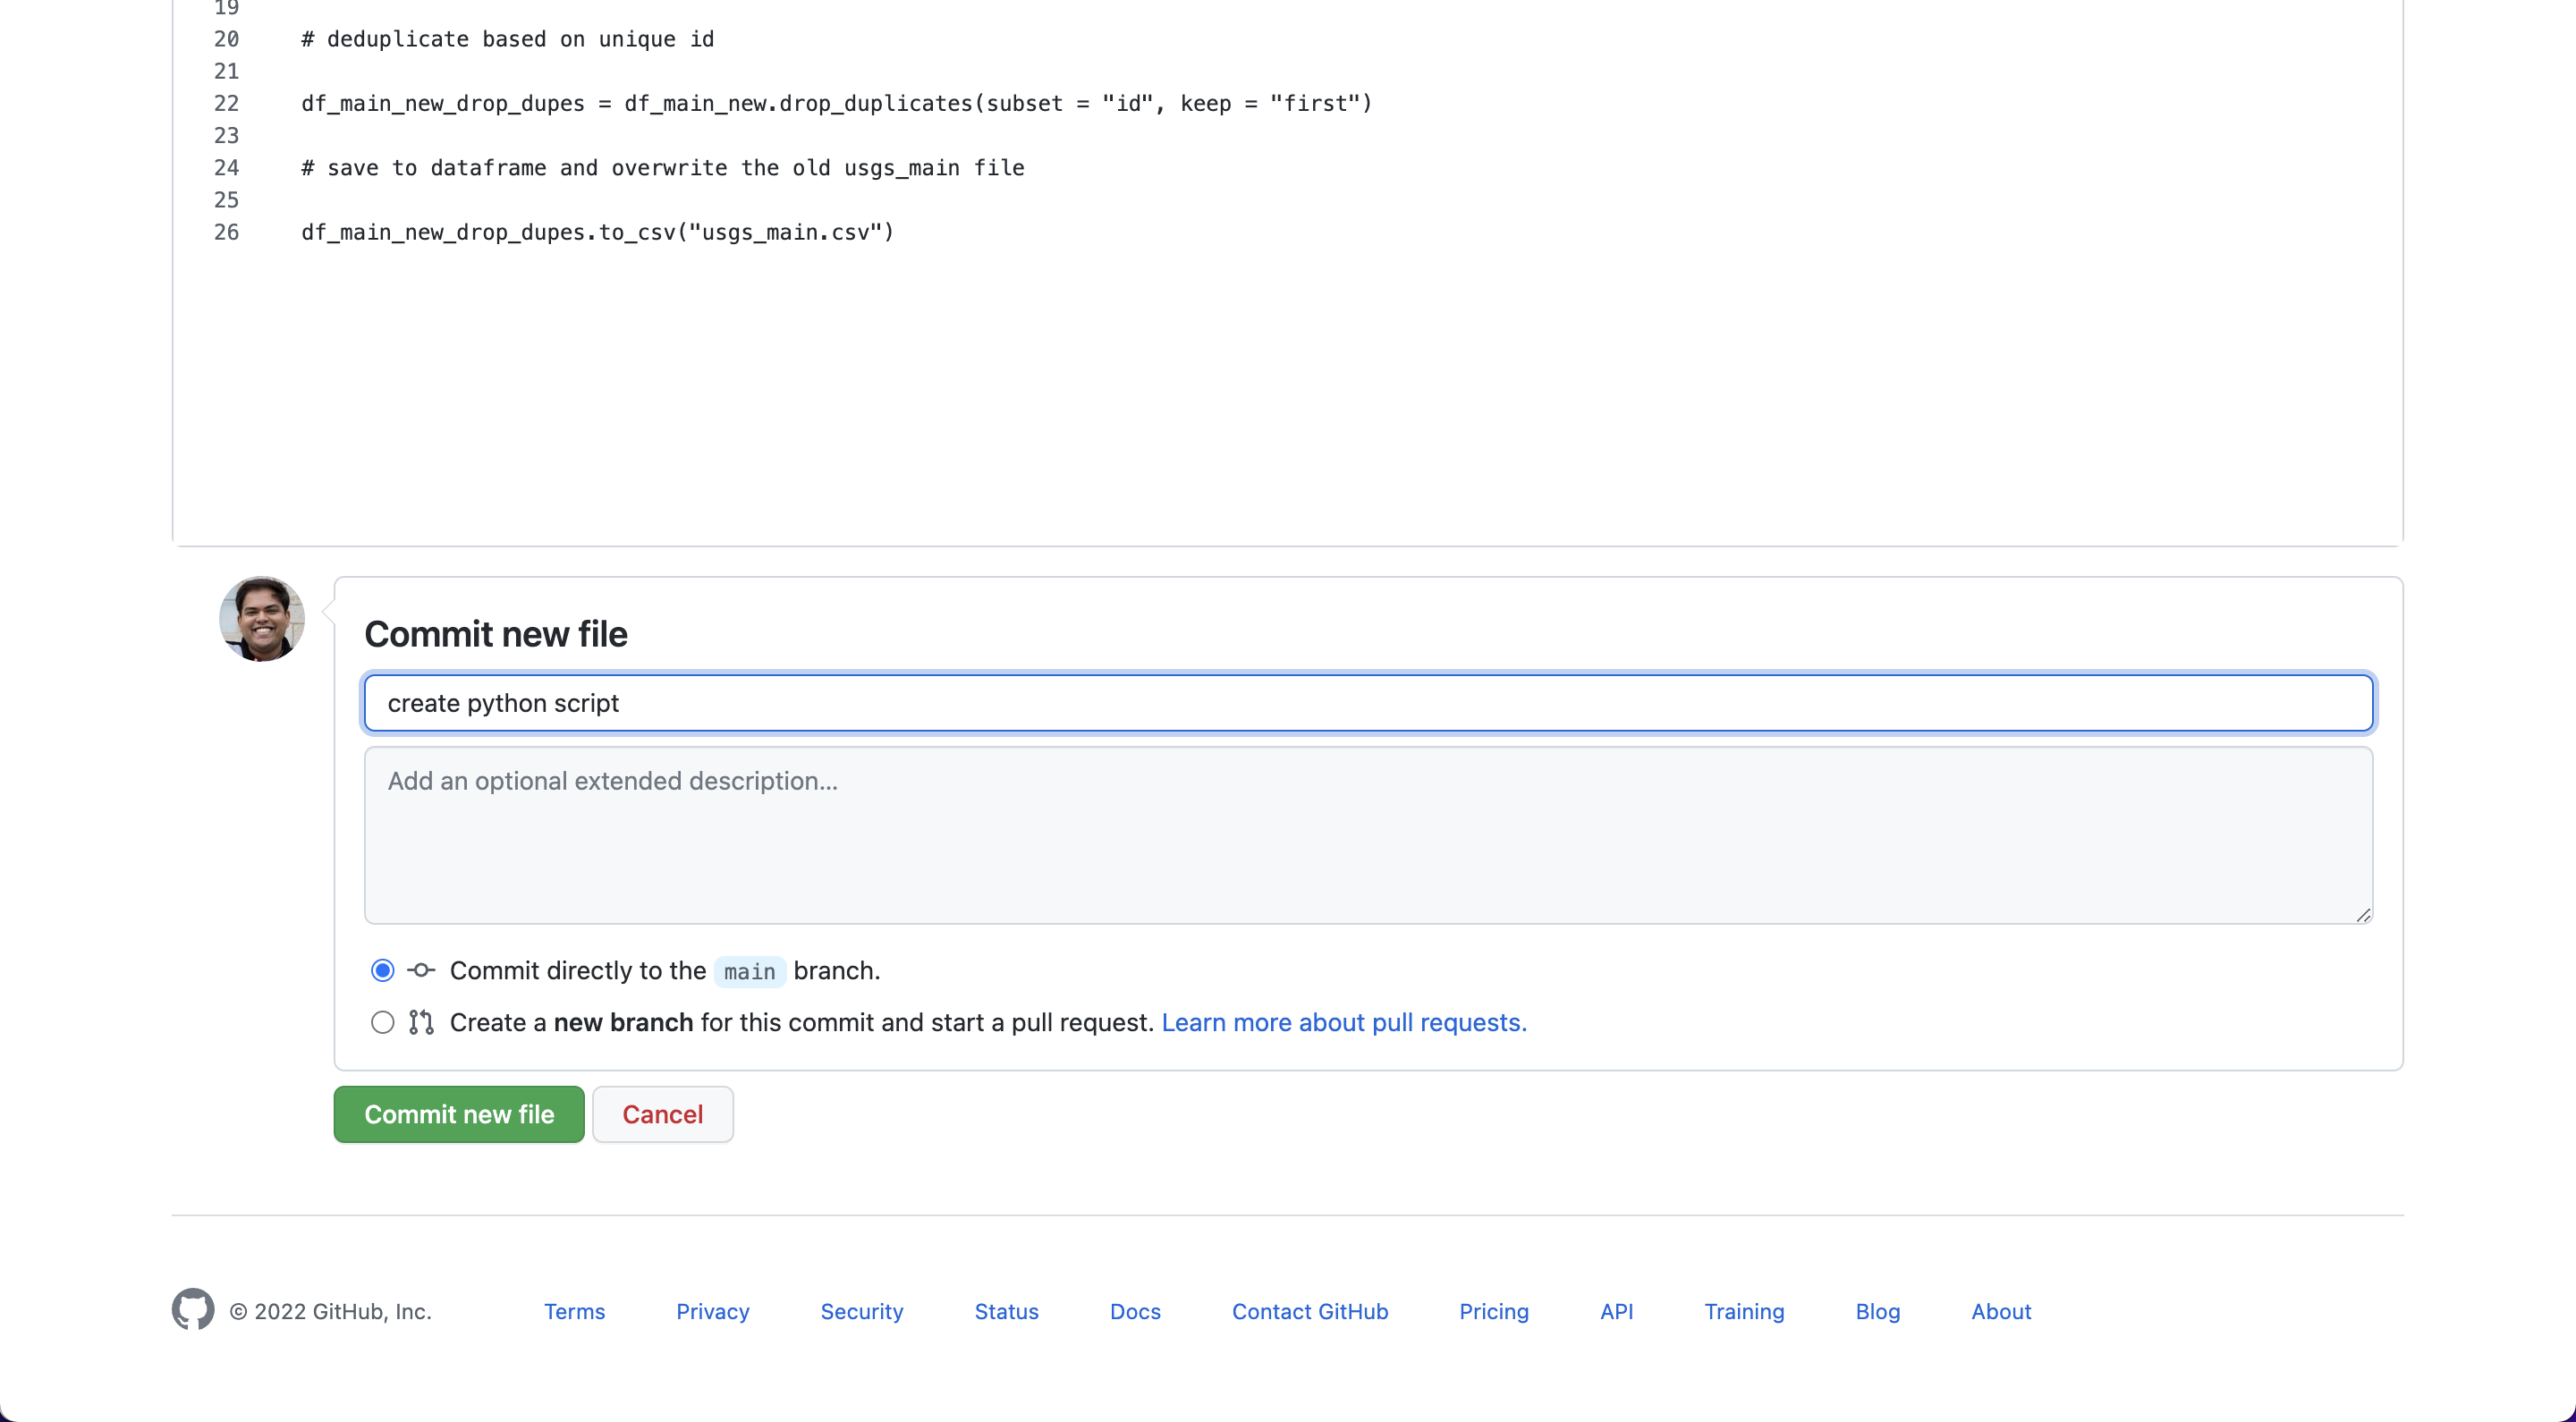 19
20 # deduplicate based on unique id
21
22 df_main_new_drop_dupes = df_main_new.drop_duplicates(subset = "id", keep = "first")
23
24 # save to dataframe and overwrite the old usgs_main file
25
26 df_main_new_drop_dupes.to_csv("usgs_main.csv")
Commit new file
create python script
Add an optional extended description...
Commit directly to the main branch.
Create a new branch for this commit and start a pull request. Learn more about pull requests.
Commit new file Cancel
© 2022 GitHub, Inc. Terms Privacy Security Status Docs Contact GitHub Pricing API Training Blog About